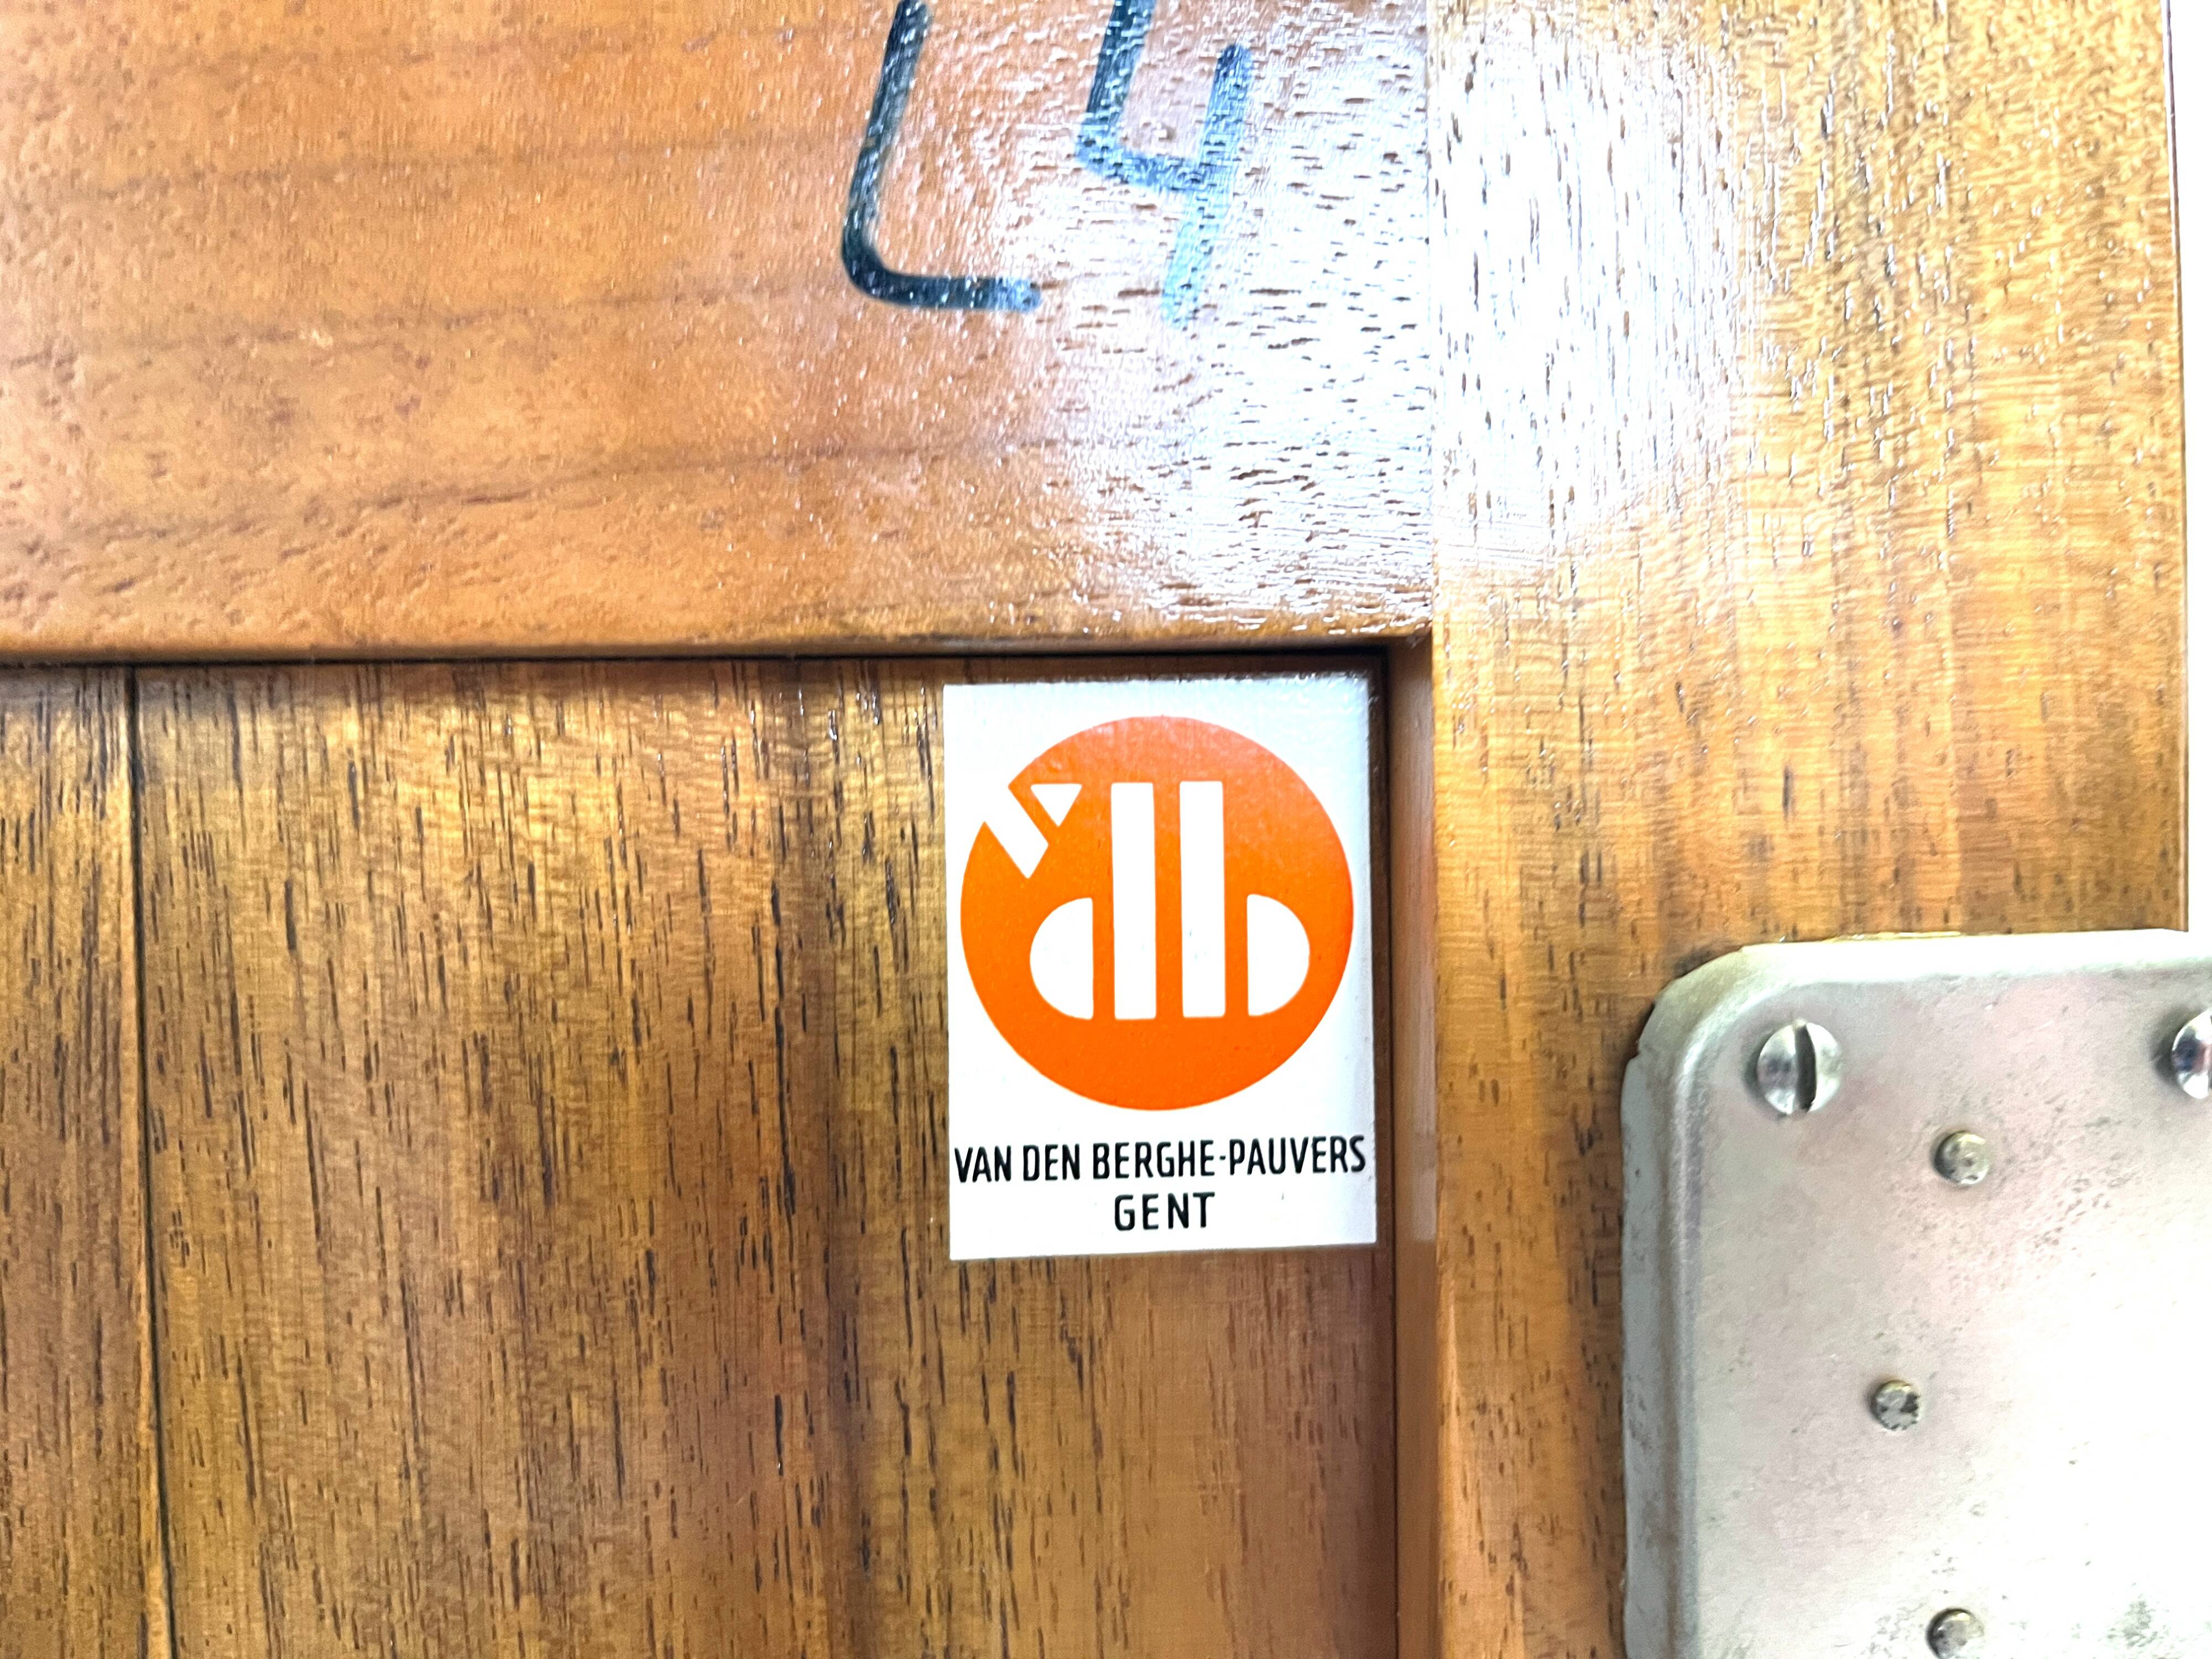 L4
VAN DEN BERGHE-PAUVERS
GENT